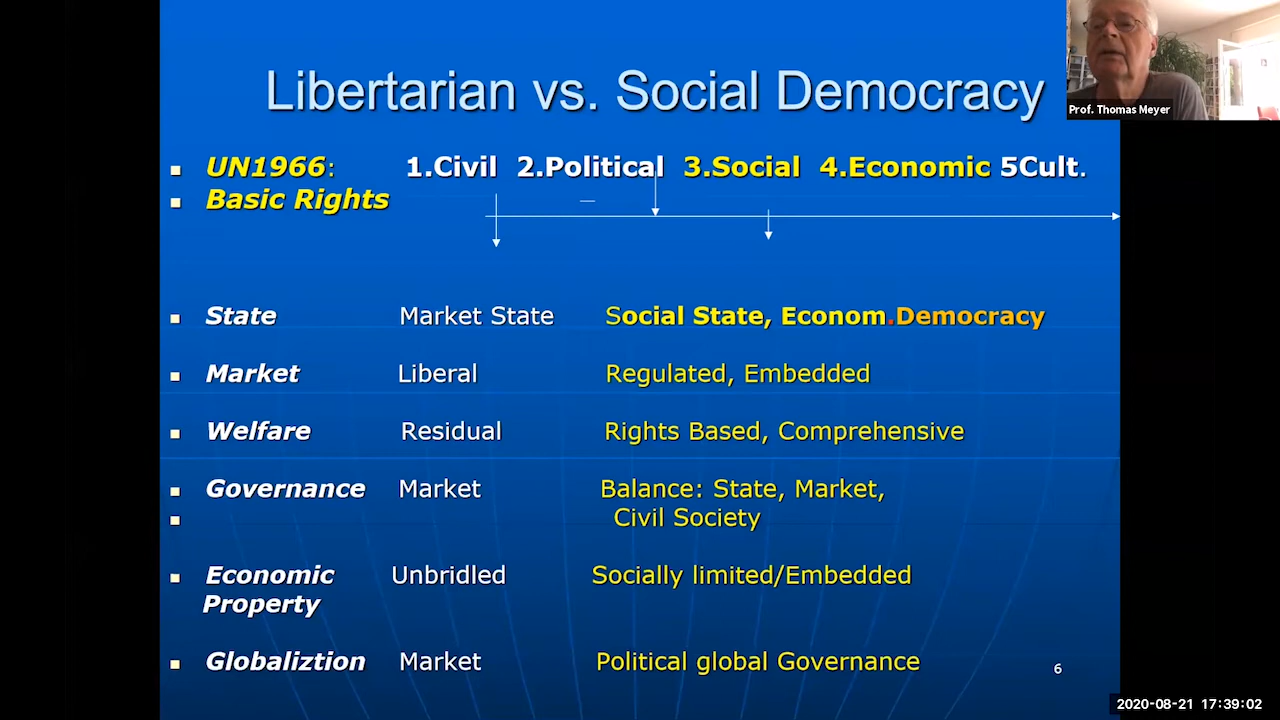 Libertarian vs. Social Democracy
Prof. Thomas Meyer
UN1966: 1.Civil 2.Political 3.Social 4.Economic 5Cult.
Basic Rights
State Market State Social State, Econom.Democracy
Market Liberal Regulated, Embedded
Welfare Residual Rights Based, Comprehensive
Governance Market Balance: State, Market,
Civil Society
Economic Unbridled Socially limited/Embedded
Property
Globaliztion Market Political global Governance
6
2020-08-21 17:39:02